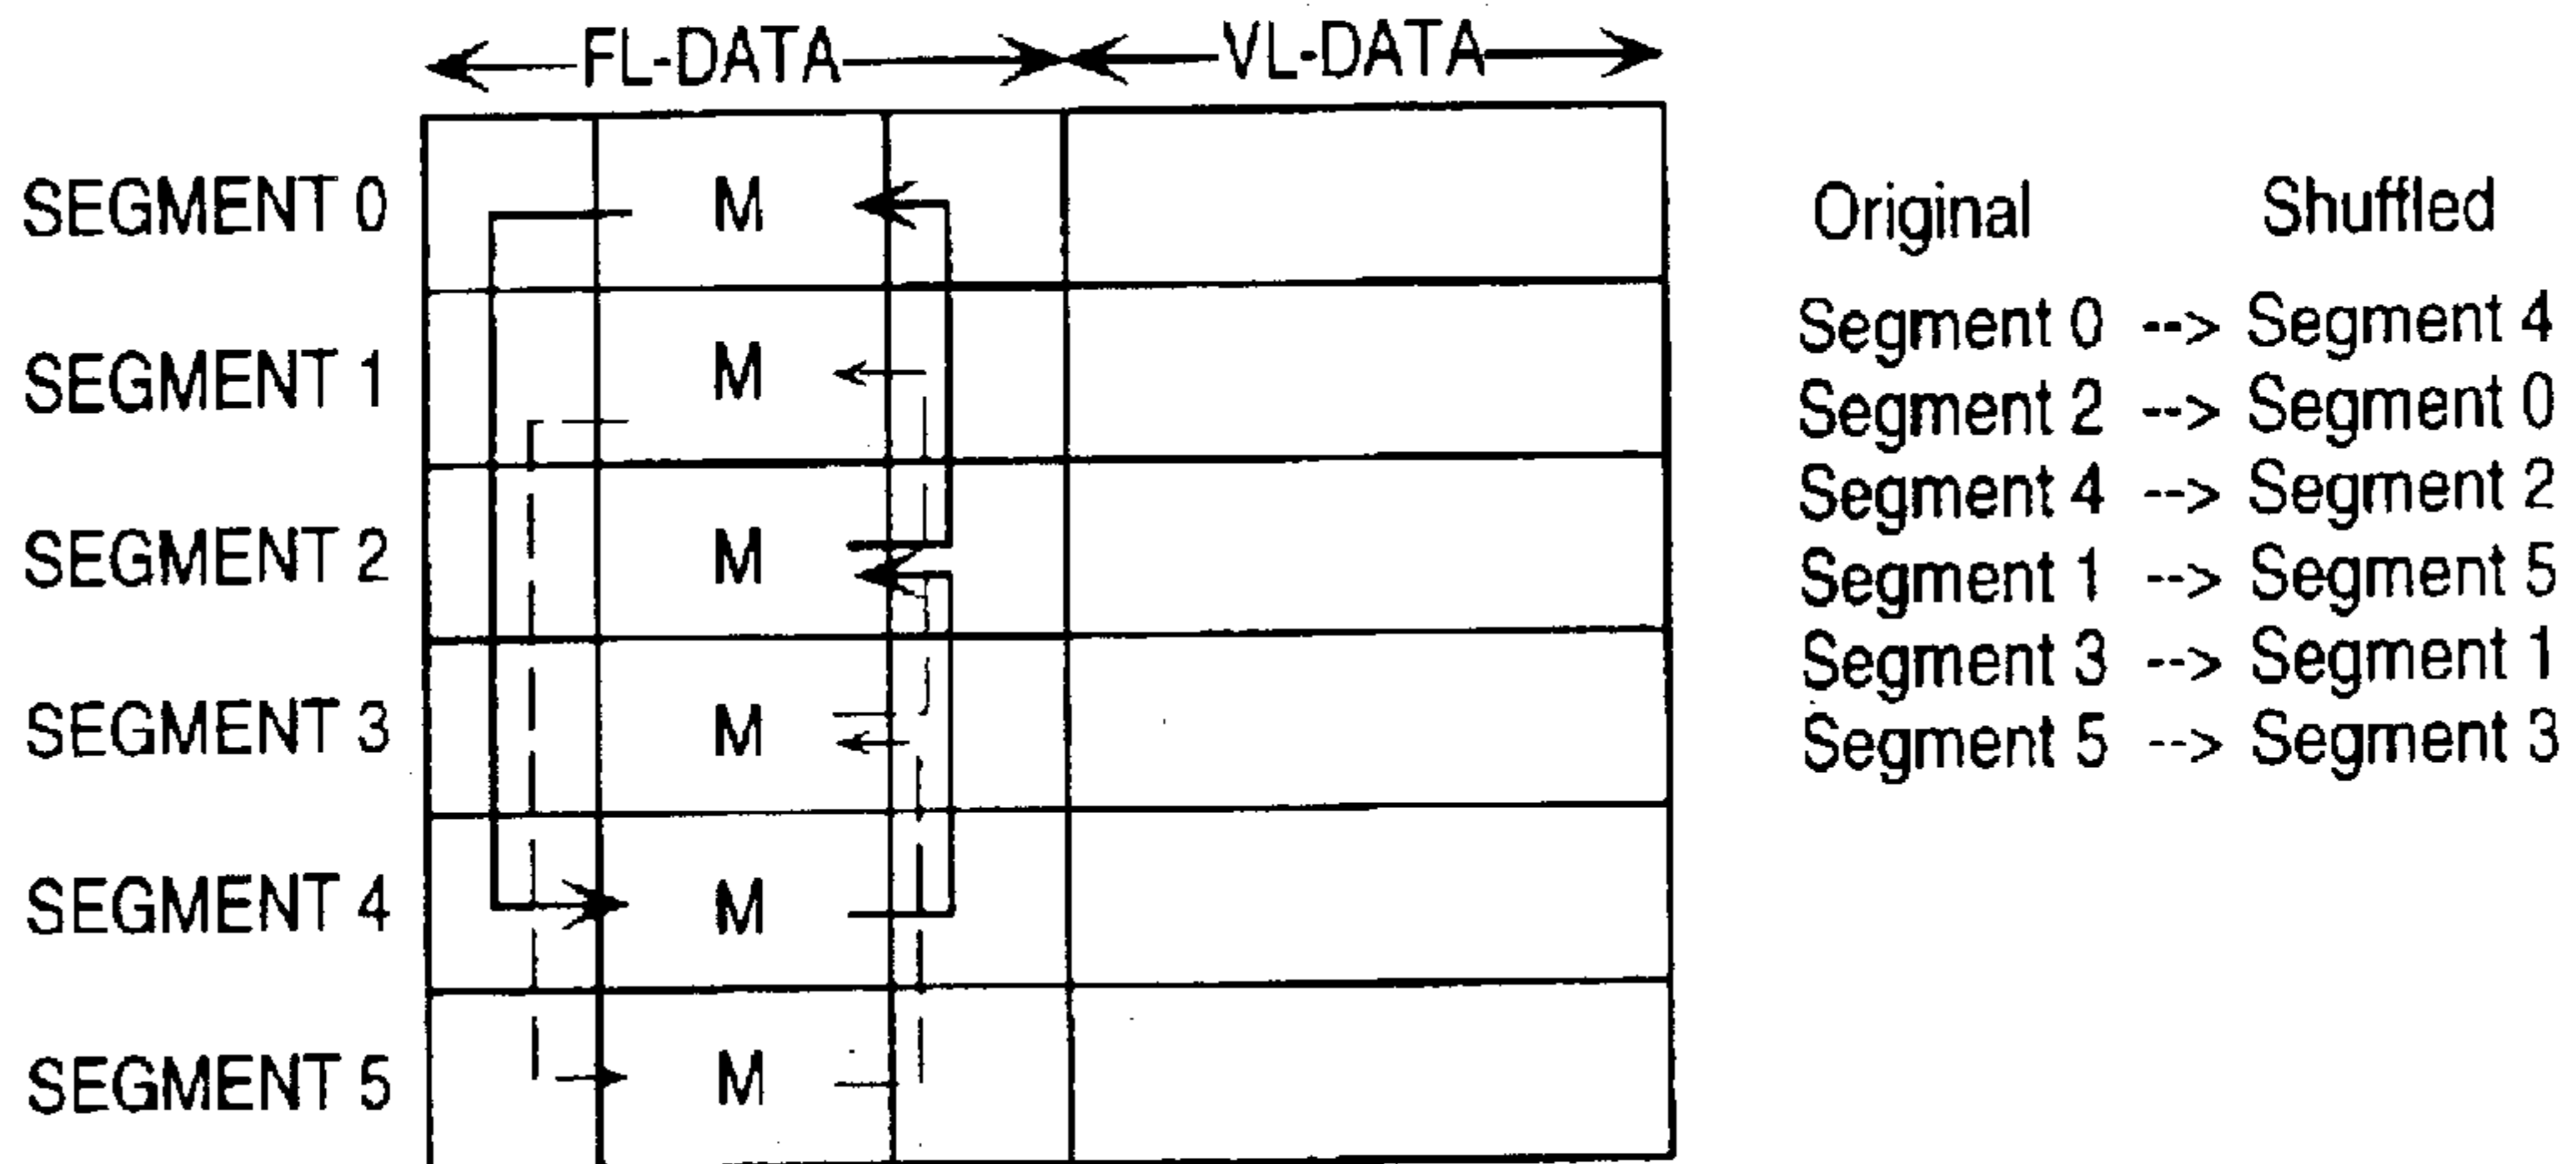 FL-DATA VL-DATA
SEGMENT 0 M
SEGMENT 1 M
SEGMENT 2 M
SEGMENT 3 M
SEGMENT 4 M
SEGMENT 5 M
Original Shuffled
Segment 0 --> Segment 4
Segment 2 --> Segment 0
Segment 4 --> Segment 2
Segment 1 --> Segment 5
Segment 3 --> Segment 1
Segment 5 --> Segment 3